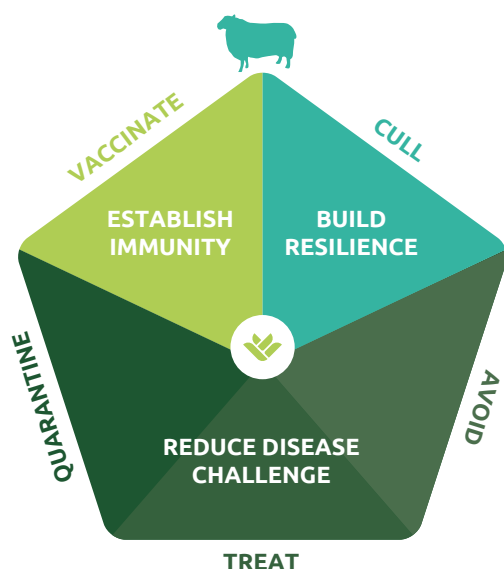 VACCINATE
CULL
ESTABLISH
IMMUNITY
BUILD
RESILIENCE
QUARANTINE
AVOID
REDUCE DISEASE
CHALLENGE
TREAT